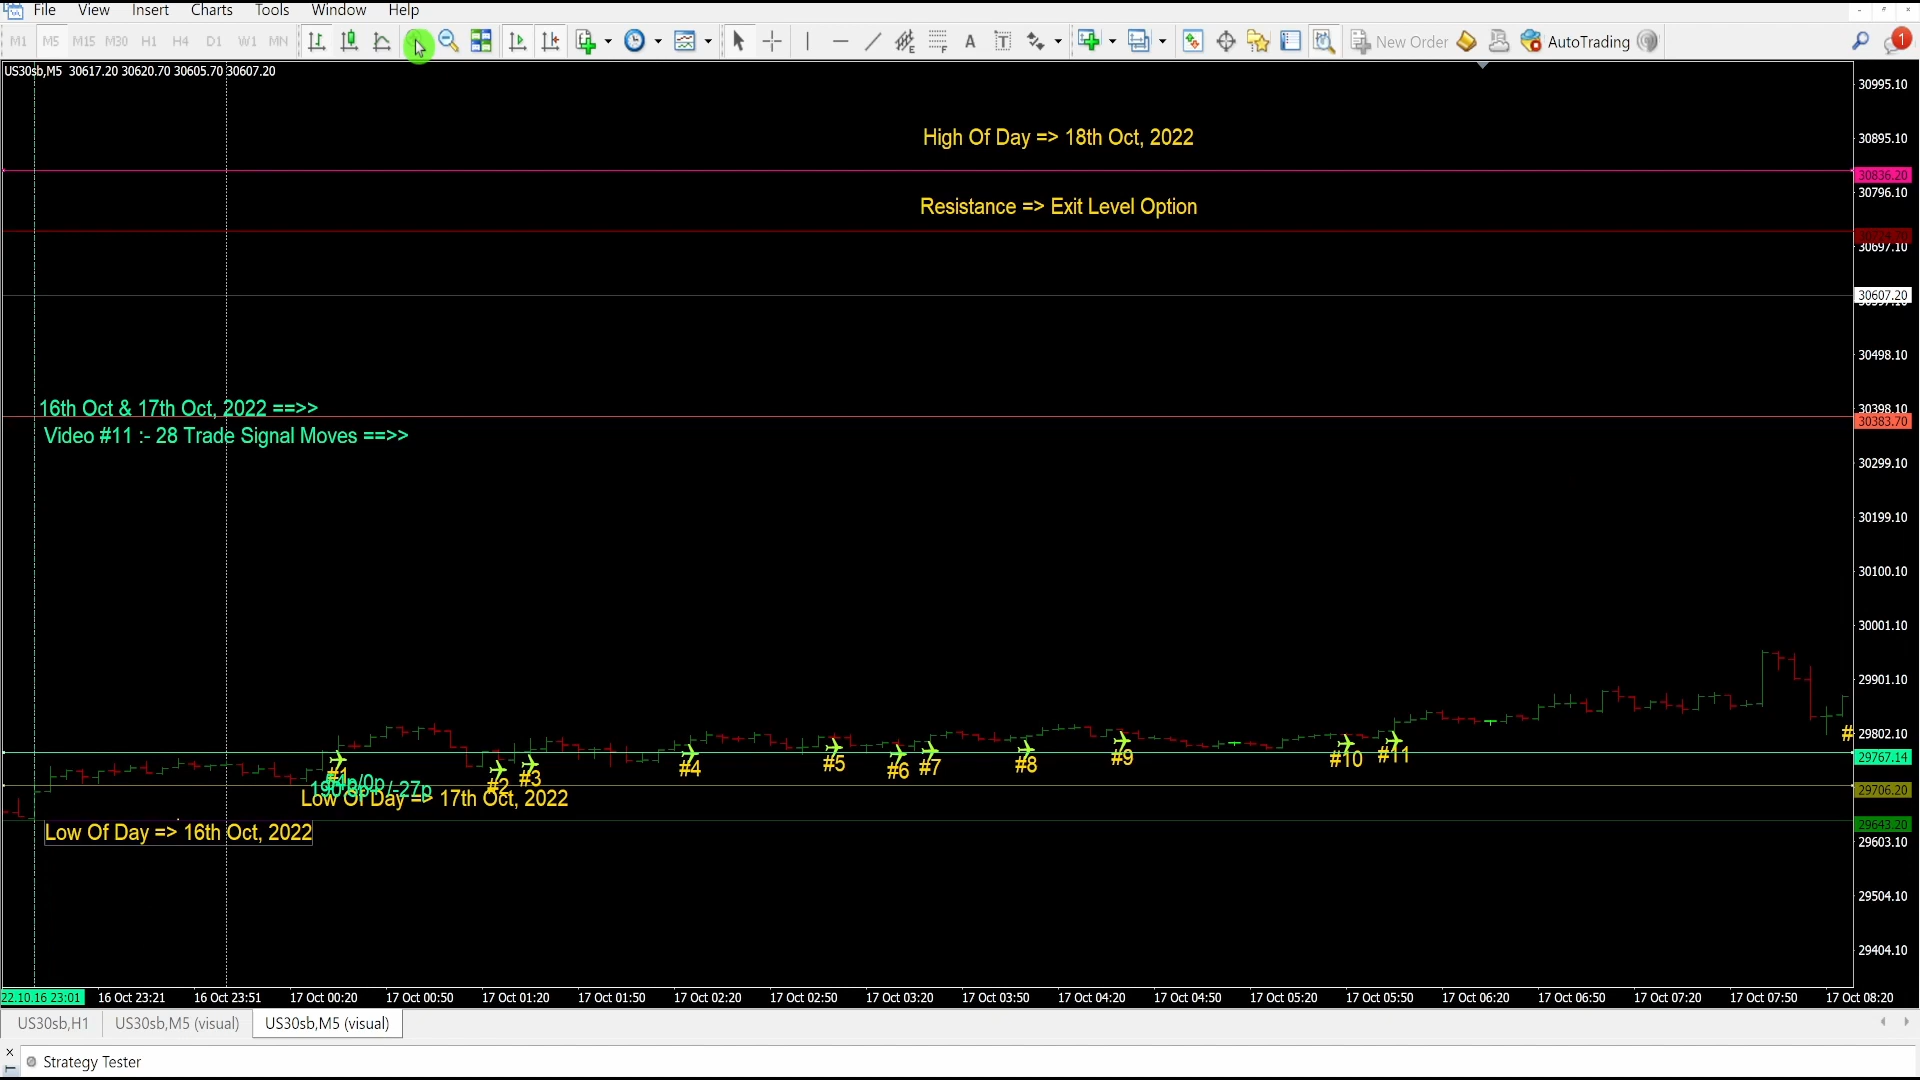 File View Insert Charts Tools Window Help
M1 M5 M15 M30 H1 H4 D1 W1 MN New Order AutoTrading 1
US30sb,M5 30617.20 30620.70 30605.70 30607.20
30995.10
High Of Day => 18th Oct, 2022
30895.10
30836.20
30796.10
Resistance => Exit Level Option
30697.10
30607.20
30498.10
16th Oct & 17th Oct, 2022 ==>>
30398.10
30383.70
Video #11 :- 28 Trade Signal Moves ==>>
30299.10
30199.10
30100.10
30001.10
29901.10
29802.10
#1 #2 #3 #4 #5 #6 #7 #8 #9 #10 #11 #
29767.14
29706.20
Low Of Day => 17th Oct, 2022
29643.20
Low Of Day => 16th Oct, 2022
29603.10
29504.10
29404.10
22.10.16 23:01 16 Oct 23:21 16 Oct 23:51 17 Oct 00:20 17 Oct 00:50 17 Oct 01:20 17 Oct 01:50 17 Oct 02:20 17 Oct 02:50 17 Oct 03:20 17 Oct 03:50 17 Oct 04:20 17 Oct 04:50 17 Oct 05:20 17 Oct 05:50 17 Oct 06:20 17 Oct 06:50 17 Oct 07:20 17 Oct 07:50 17 Oct 08:20
US30sb,H1 US30sb,M5 (visual) US30sb,M5 (visual)
Strategy Tester